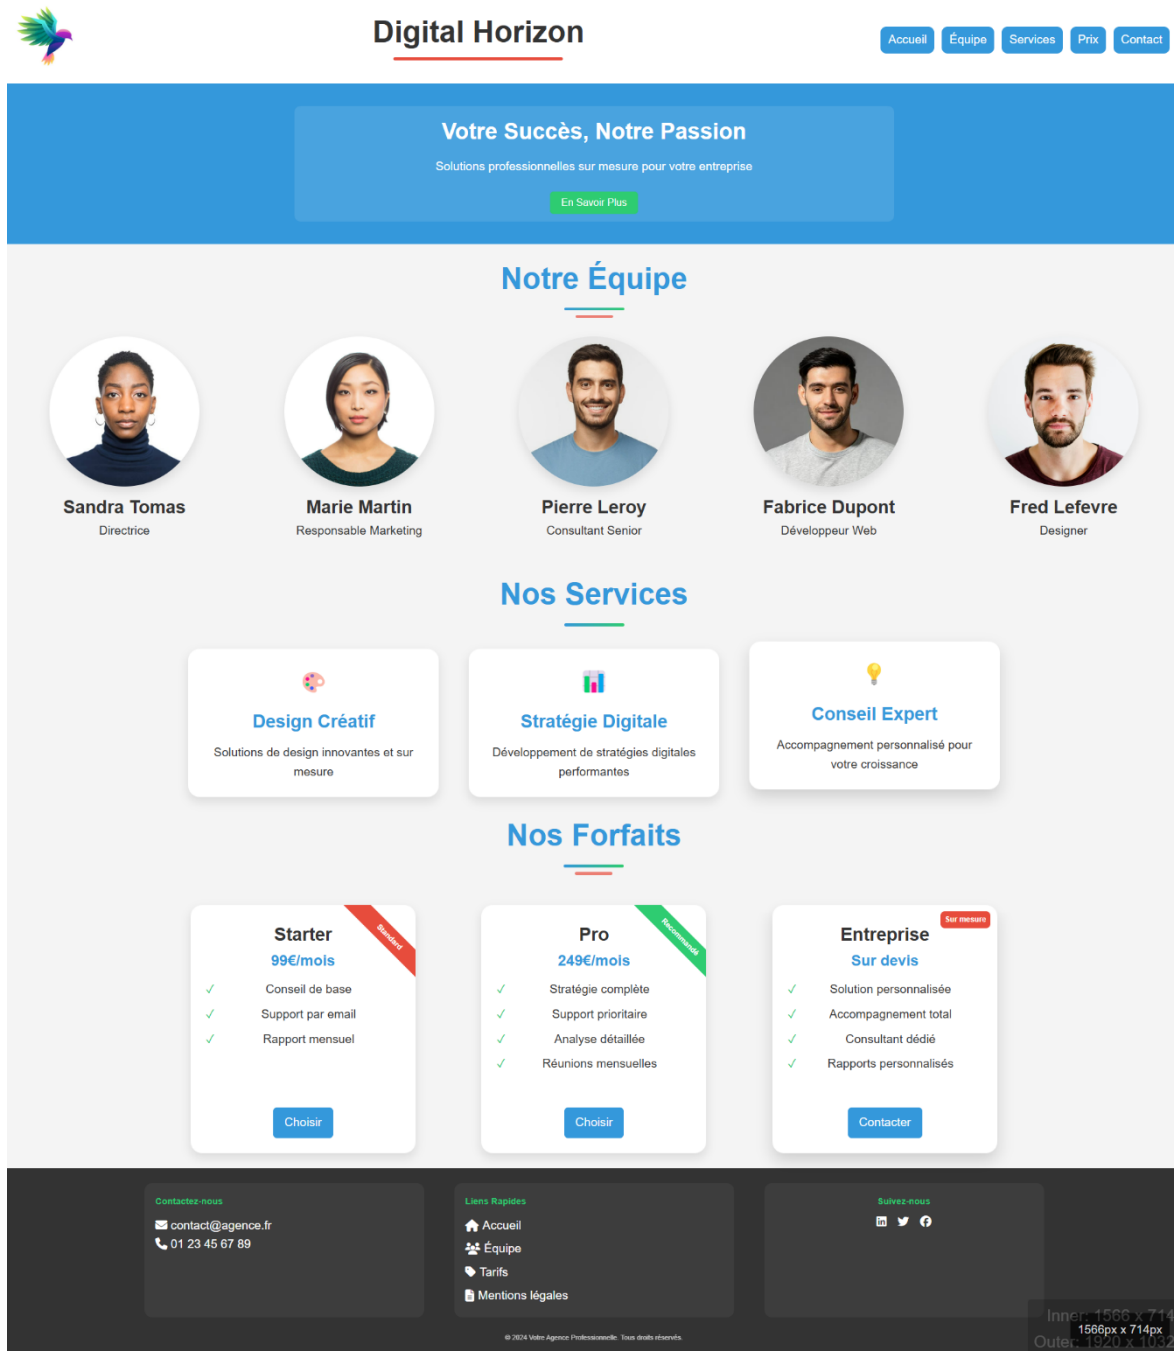 Digital Horizon
Accueil Équipe Services Prix Contact
Votre Succès, Notre Passion
Solutions professionnelles sur mesure pour votre entreprise
En Savoir Plus
Notre Équipe
Sandra Tomas
Directrice
Marie Martin
Responsable Marketing
Pierre Leroy
Consultant Senior
Fabrice Dupont
Développeur Web
Fred Lefevre
Designer
Nos Services
Design Créatif
Solutions de design innovantes et sur
mesure
Stratégie Digitale
Développement de stratégies digitales
performantes
Conseil Expert
Accompagnement personnalisé pour
votre croissance
Nos Forfaits
Standard
Starter
99€/mois
✓ Conseil de base
✓ Support par email
✓ Rapport mensuel
Choisir
Recommandé
Pro
249€/mois
✓ Stratégie complète
✓ Support prioritaire
✓ Analyse détaillée
✓ Réunions mensuelles
Choisir
Sur mesure
Entreprise
Sur devis
✓ Solution personnalisée
✓ Accompagnement total
✓ Consultant dédié
✓ Rapports personnalisés
Contacter
Contactez-nous
contact@agence.fr
01 23 45 67 89
Liens Rapides
Accueil
Équipe
Tarifs
Mentions légales
Suivez-nous
© 2024 Votre Agence Professionnelle. Tous droits réservés.
Inner: 1566 x 714
1566px x 714px
Outer: 1920 x 1032